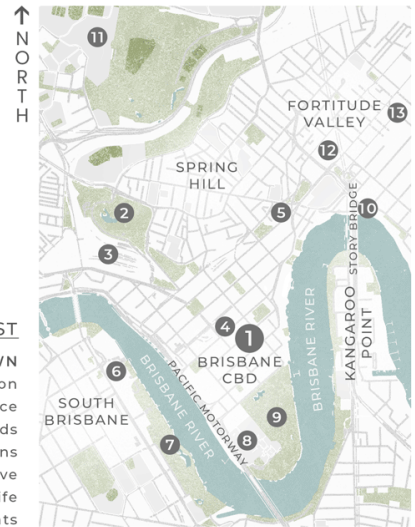 NORTH
11
FORTITUDE
VALLEY
13
12
SPRING
HILL
2
5
10
STORY BRIDGE
3
4
1
BRISBANE
CBD
BRISBANE RIVER
KANGAROO
POINT
6
PACIFIC MOTORWAY
BRISBANE RIVER
SOUTH
BRISBANE
9
8
7
ST
WN
on
ce
ds
ns
ve
ife
nts